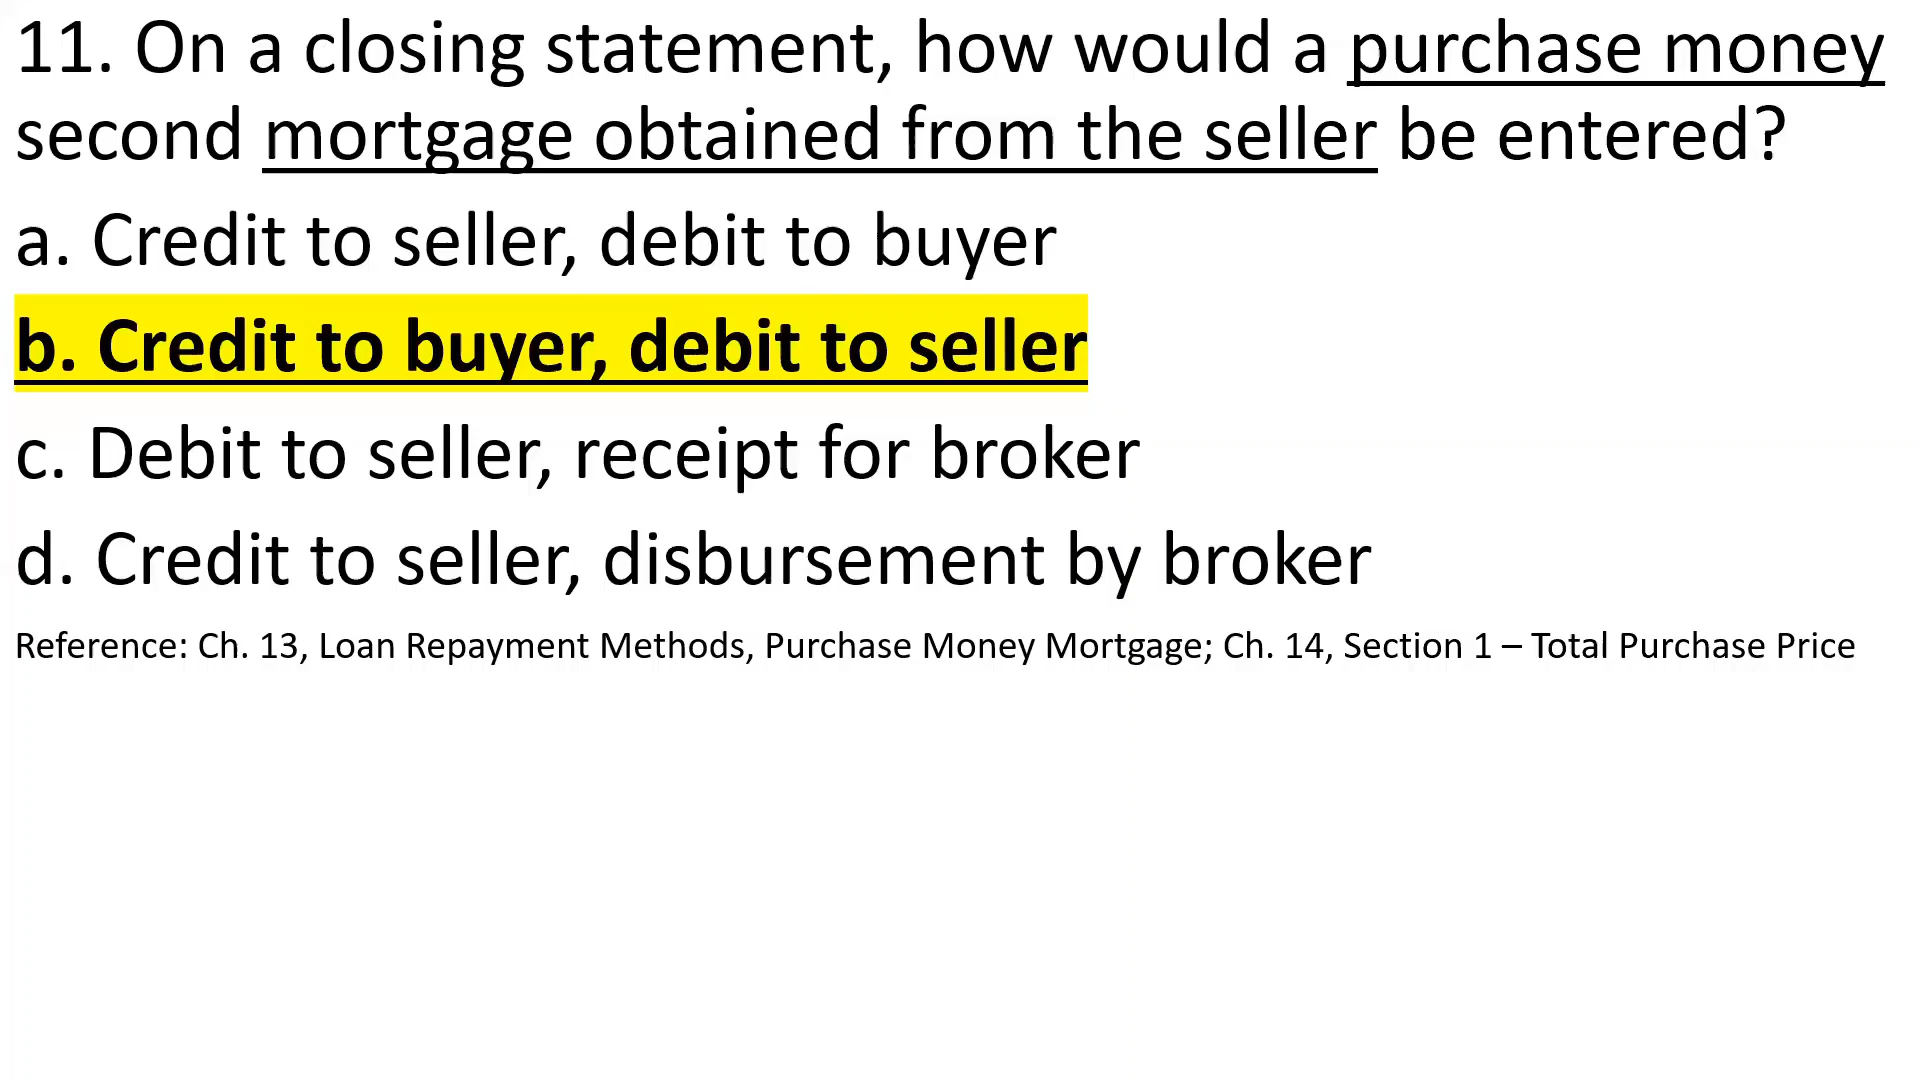 11. On a closing statement, how would a purchase money
second mortgage obtained from the seller be entered?
a. Credit to seller, debit to buyer
b. Credit to buyer, debit to seller
c. Debit to seller, receipt for broker
d. Credit to seller, disbursement by broker
Reference: Ch. 13, Loan Repayment Methods, Purchase Money Mortgage; Ch. 14, Section 1 – Total Purchase Price